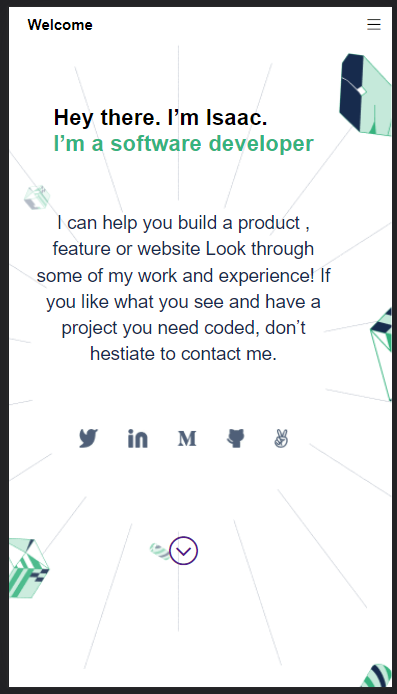 Welcome
Hey there. I’m Isaac.
I’m a software developer
I can help you build a product ,
feature or website Look through
some of my work and experience! If
you like what you see and have a
project you need coded, don’t
hestiate to contact me.